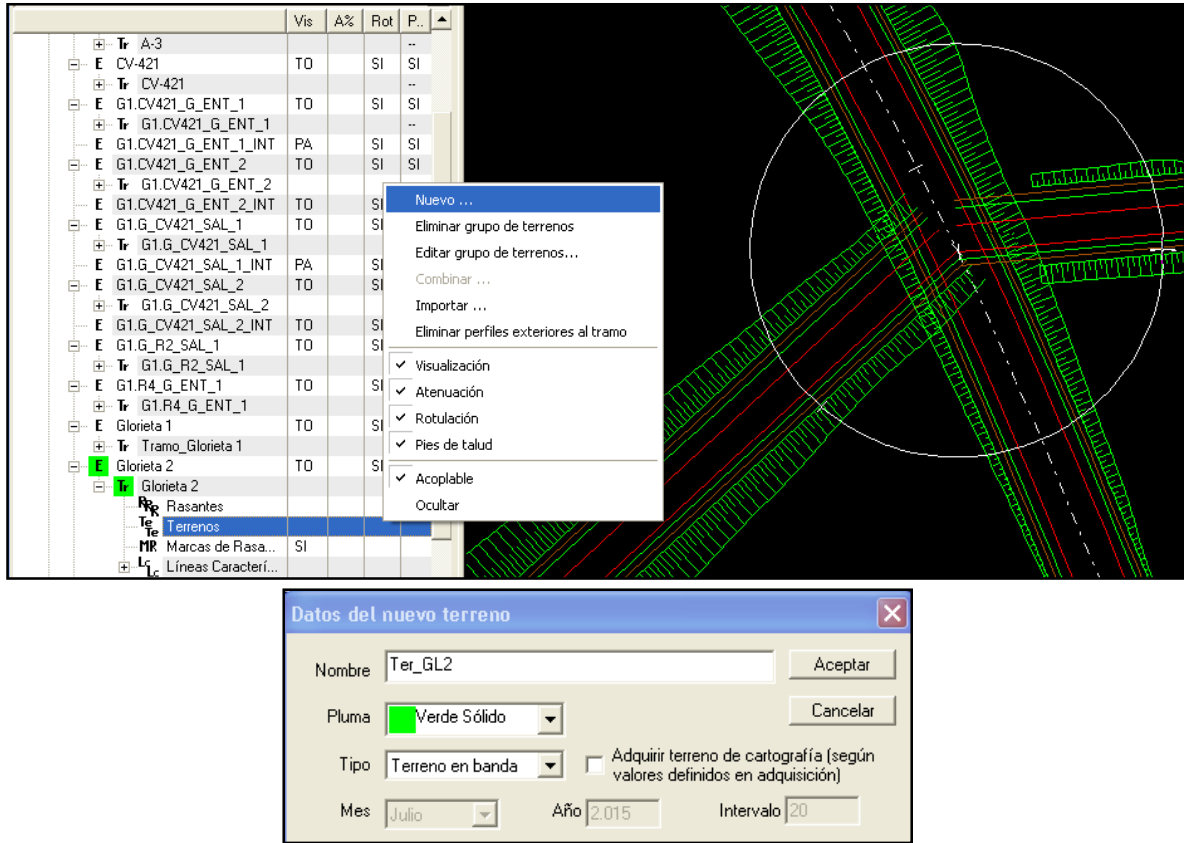 Vis A% Rot P..
Tr A-3 --
E CV-421 TO SI SI
Tr CV-421 --
E G1.CV421_G_ENT_1 TO SI SI
Tr G1.CV421_G_ENT_1 --
E G1.CV421_G_ENT_1_INT PA SI SI
E G1.CV421_G_ENT_2 TO SI SI
Tr G1.CV421_G_ENT_2
E G1.CV421_G_ENT_2_INT TO SI
E G1.G_CV421_SAL_1 TO SI
Tr G1.G_CV421_SAL_1
E G1.G_CV421_SAL_1_INT PA SI
E G1.G_CV421_SAL_2 TO SI
Tr G1.G_CV421_SAL_2
E G1.G_CV421_SAL_2_INT TO SI
E G1.G_R2_SAL_1 TO SI
Tr G1.G_R2_SAL_1
E G1.R4_G_ENT_1 TO SI
Tr G1.R4_G_ENT_1
E Glorieta 1 TO SI
Tr Tramo_Glorieta 1
E Glorieta 2 TO SI
Tr Glorieta 2
RRR Rasantes
Te Te Terrenos
MR Marcas de Rasa... SI
Lc Lc Líneas Caracterí...
Nuevo ...
Eliminar grupo de terrenos
Editar grupo de terrenos...
Combinar ...
Importar ...
Eliminar perfiles exteriores al tramo
Visualización
Atenuación
Rotulación
Pies de talud
Acoplable
Ocultar
Datos del nuevo terreno
Nombre Ter_GL2 Aceptar
Pluma Verde Sólido Cancelar
Tipo Terreno en banda Adquirir terreno de cartografía (según
valores definidos en adquisición)
Mes Julio Año 2.015 Intervalo 20